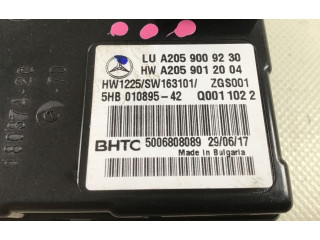 LU A205 900 92 30
HW A205 901 20 04
HW1225/SW163101/ ZGS001
5HB 010895-42 Q001 102 2
BHTC 5006808089 29/06/17
Made in Bulgaria